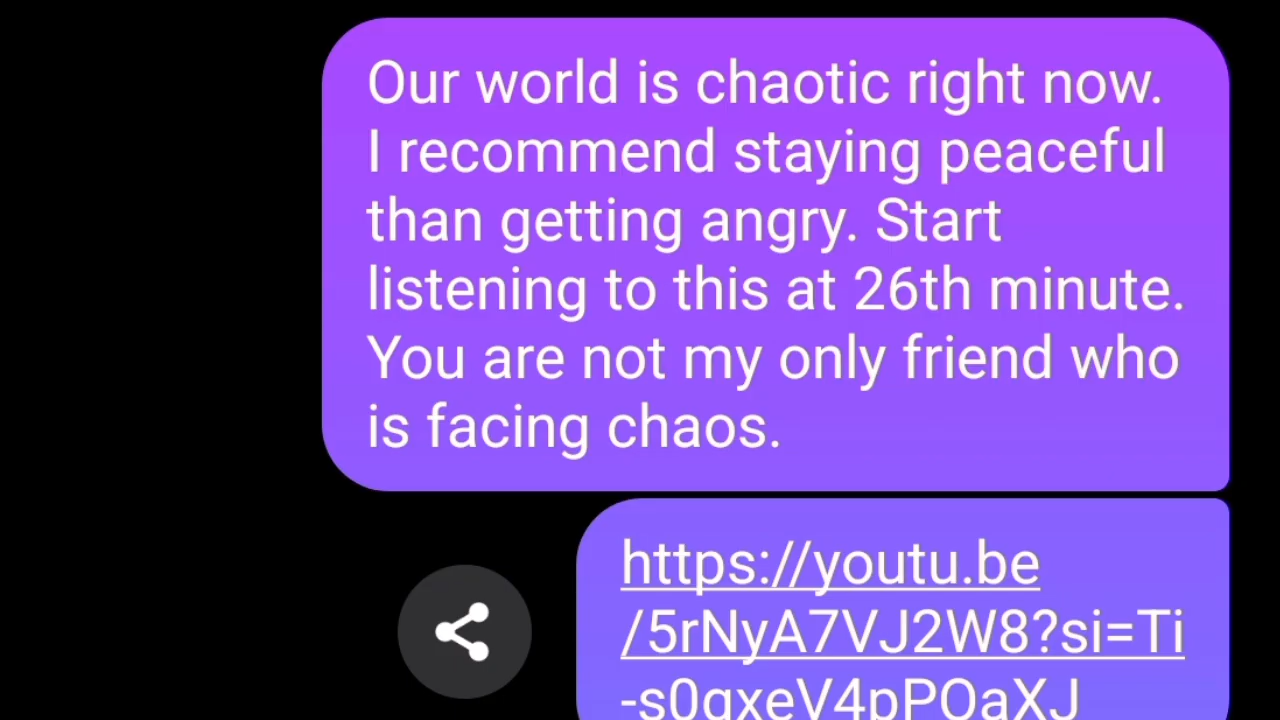 Our world is chaotic right now.
I recommend staying peaceful
than getting angry. Start
listening to this at 26th minute.
You are not my only friend who
is facing chaos.
https://youtu.be
/5rNyA7VJ2W8?si=Ti
-s0gxeV4pPOaXJ